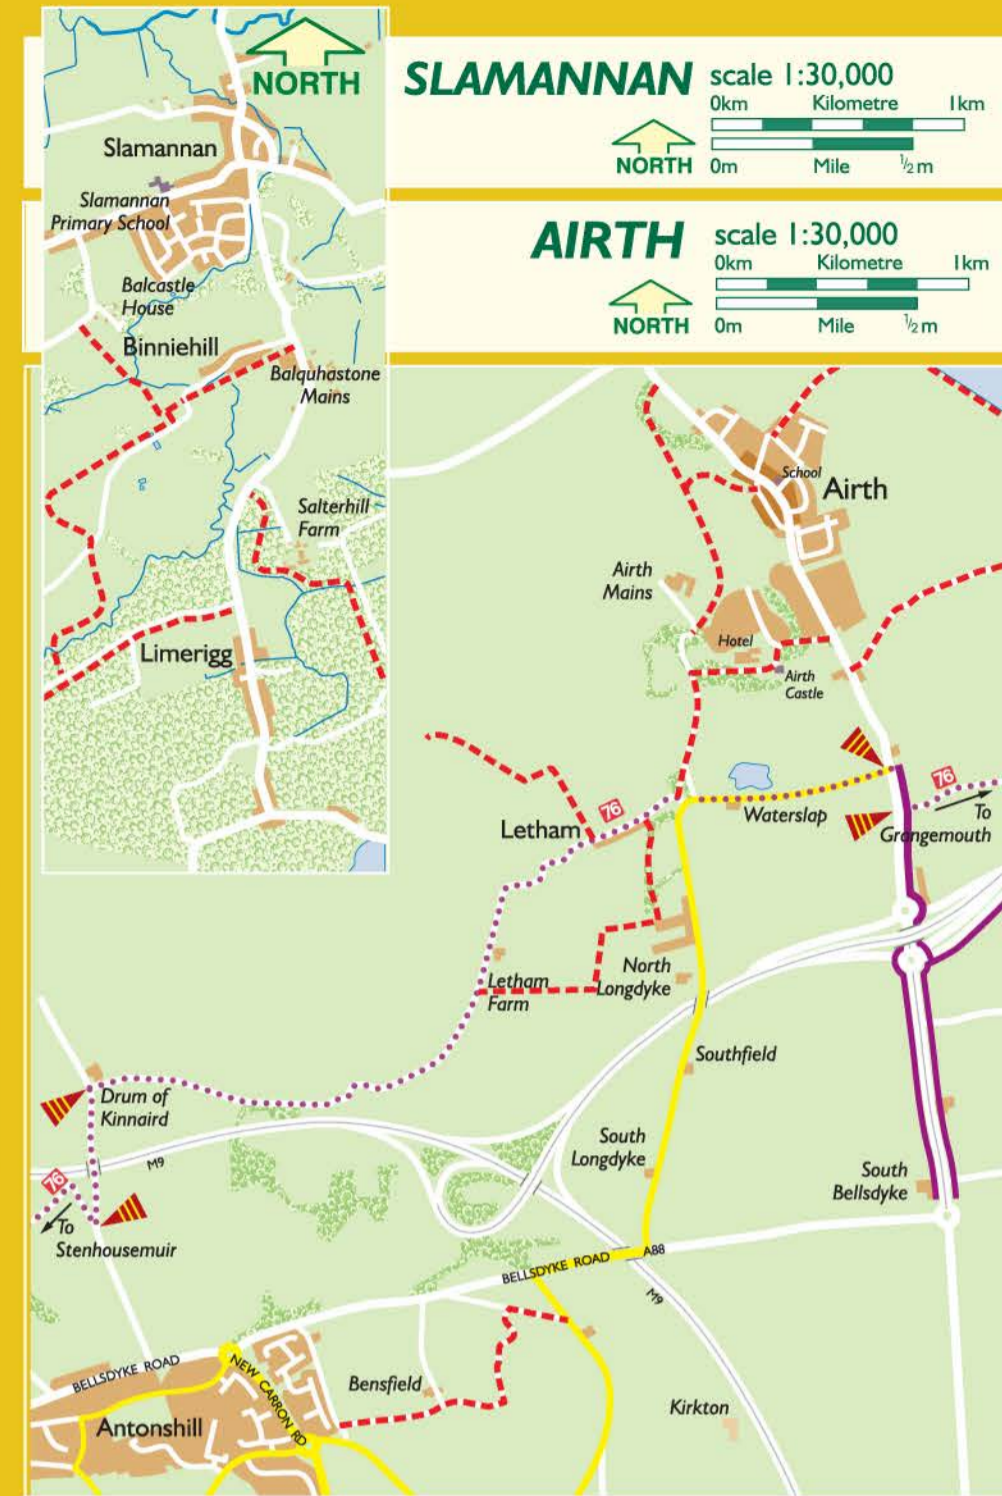 NORTH
SLAMANNAN
scale 1:30,000
0km Kilometre 1km
NORTH
0m Mile ½ m
AIRTH
scale 1:30,000
0km Kilometre 1km
NORTH
0m Mile ½ m
Slamannan
Slamannan
Primary School
Balcastle
House
Binniehill
Balquhastone
Mains
Salterhill
Farm
Limerigg
School
Airth
Airth
Mains
Hotel
Airth
Castle
76
76
To
Grangemouth
Waterslap
Letham
North
Longdyke
Letham
Farm
Southfield
Drum of
Kinnaird
M9
South
Longdyke
South
Bellsdyke
76
To
Stenhousemuir
BELLSDYKE ROAD A88
M9
BELLSDYKE ROAD
NEW CARRON RD
Bensfield
Kirkton
Antonshill